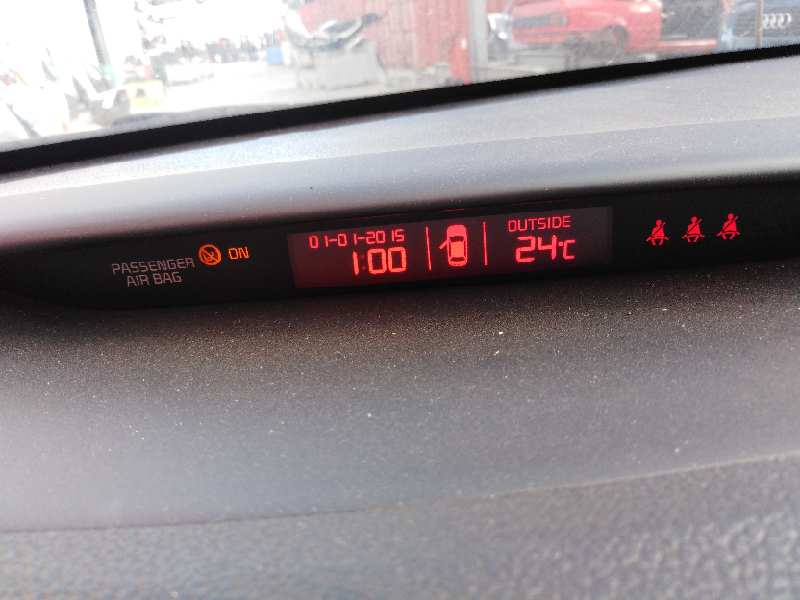 PASSENGER
AIR BAG
ON
01-01-2015
1:00
OUTSIDE
24°C